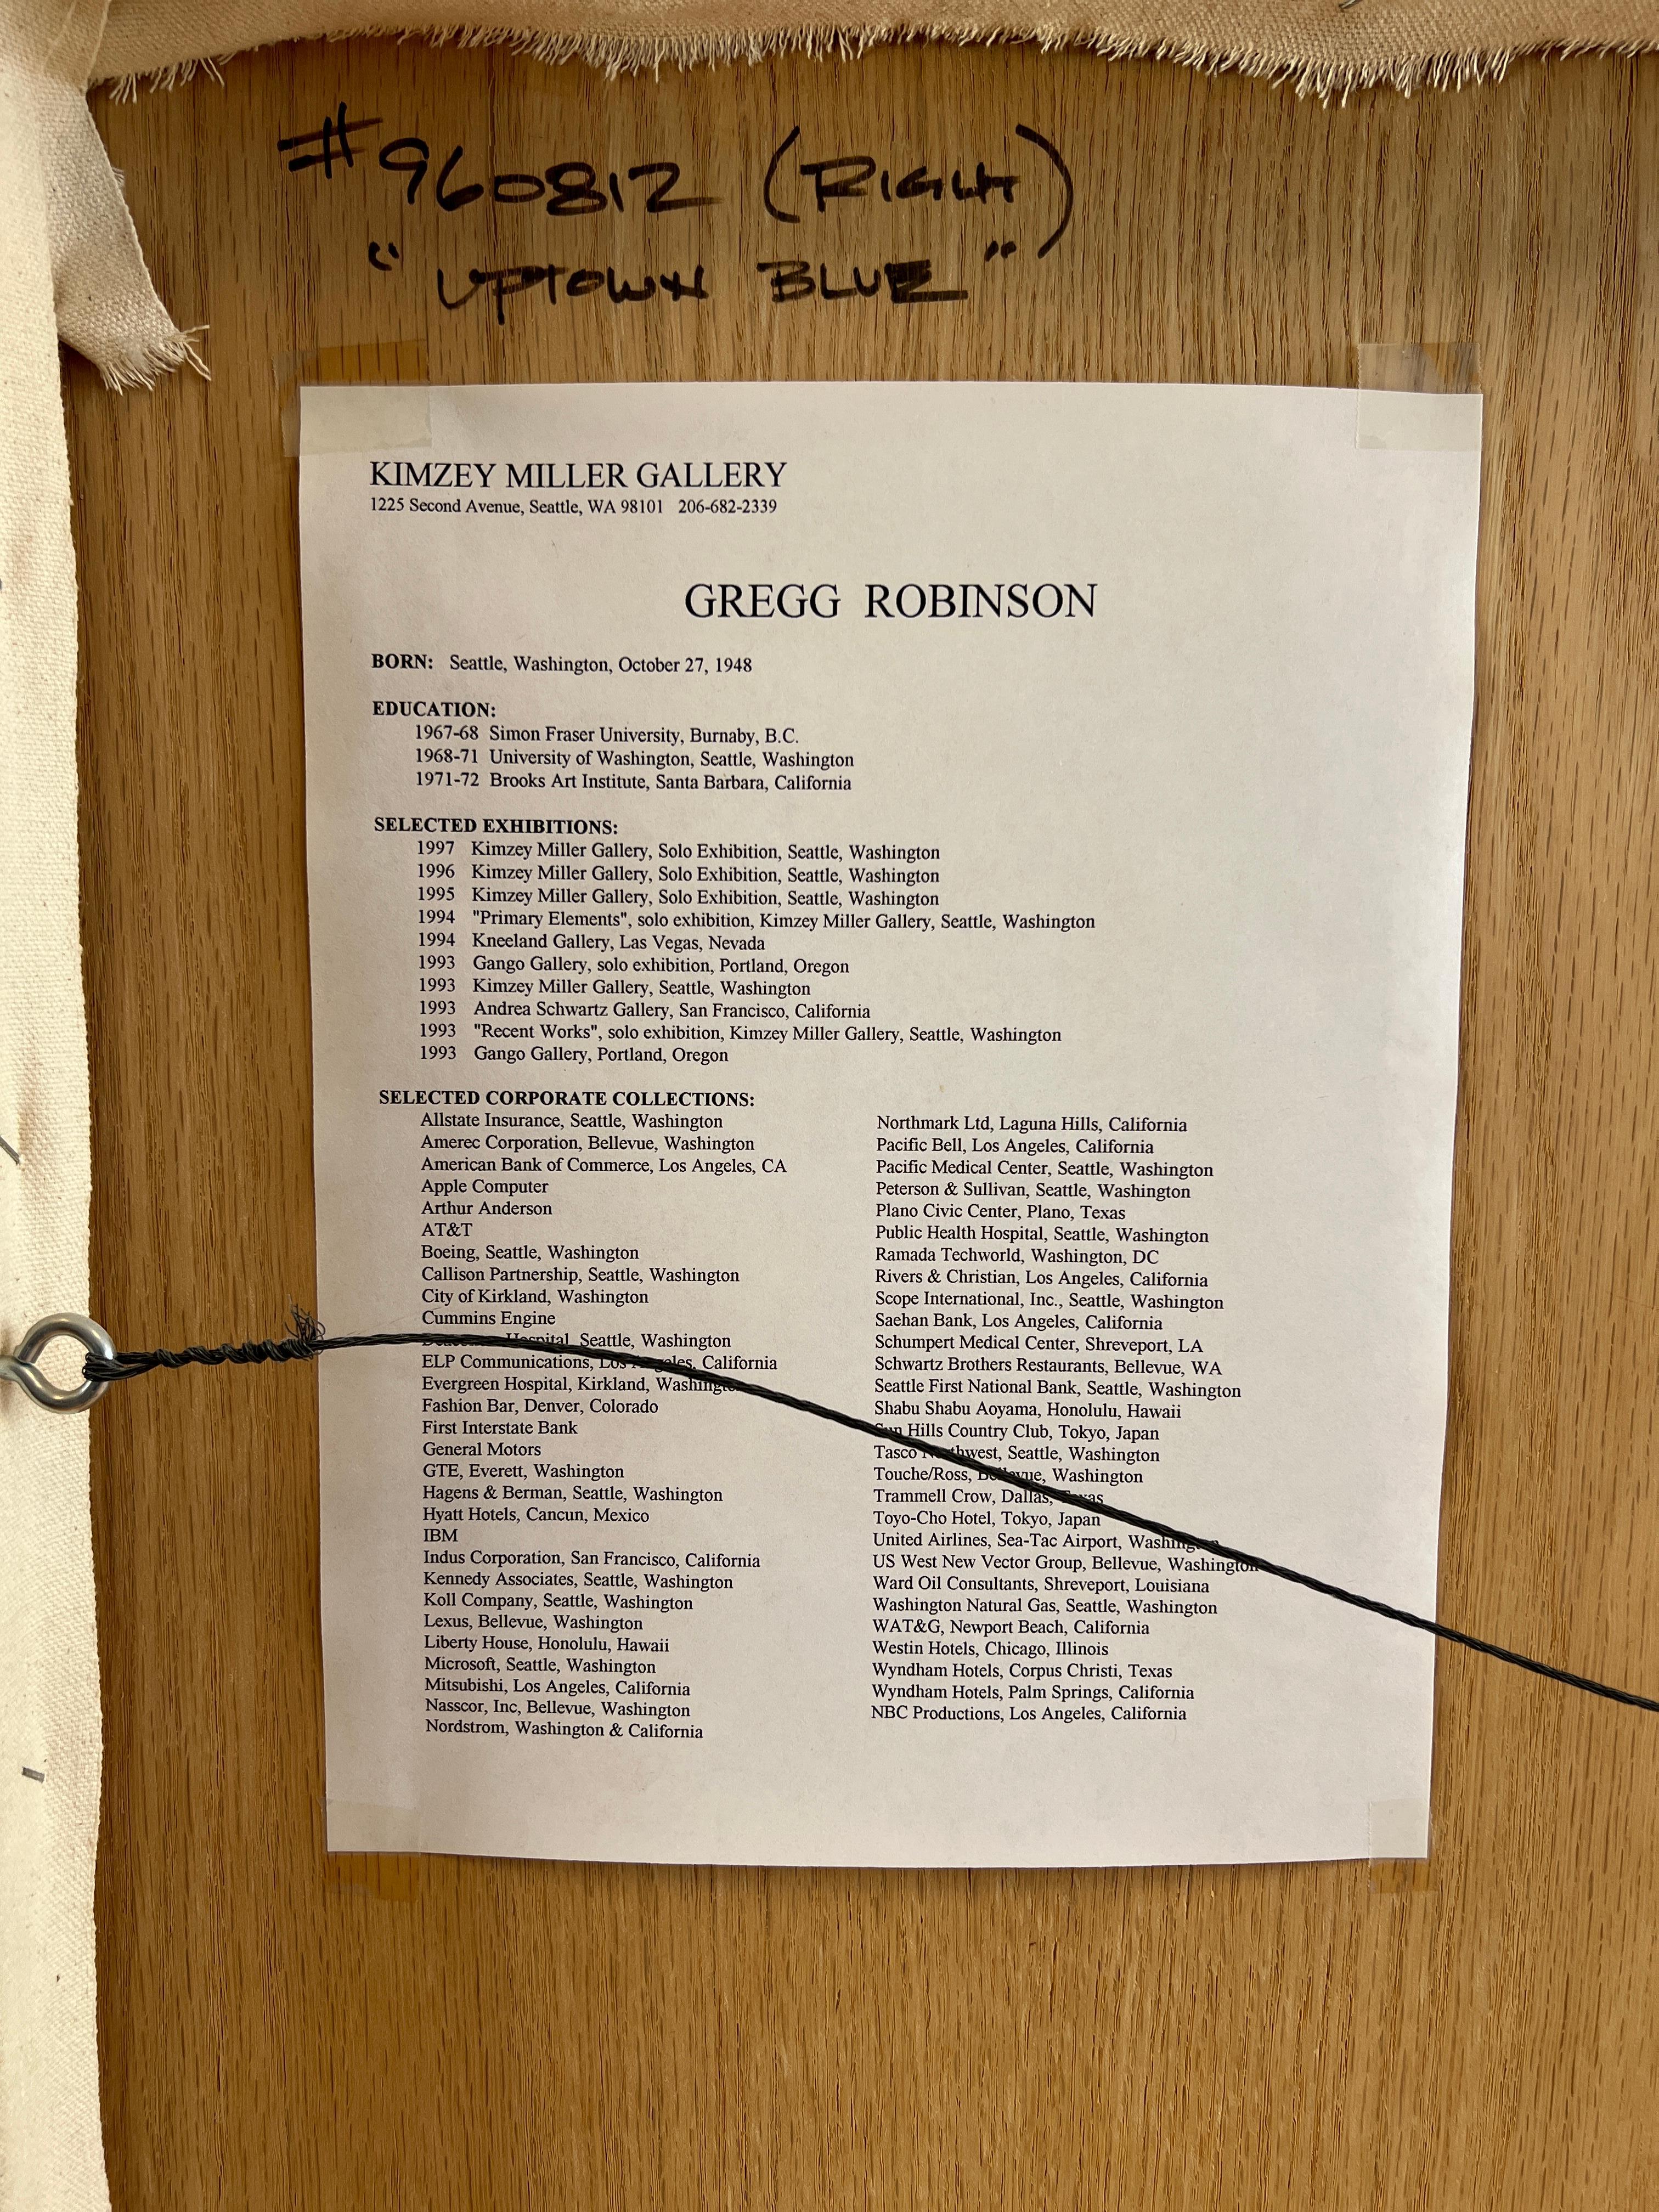 #960812 (RIGHT)
"UPTOWN BLUE"
KIMZEY MILLER GALLERY
1225 Second Avenue, Seattle, WA 98101 206-682-2339
GREGG ROBINSON
BORN: Seattle, Washington, October 27, 1948
EDUCATION:
1967-68 Simon Fraser University, Burnaby, B.C.
1968-71 University of Washington, Seattle, Washington
1971-72 Brooks Art Institute, Santa Barbara, California
SELECTED EXHIBITIONS:
1997 Kimzey Miller Gallery, Solo Exhibition, Seattle, Washington
1996 Kimzey Miller Gallery, Solo Exhibition, Seattle, Washington
1995 Kimzey Miller Gallery, Solo Exhibition, Seattle, Washington
1994 "Primary Elements", solo exhibition, Kimzey Miller Gallery, Seattle, Washington
1994 Kneeland Gallery, Las Vegas, Nevada
1993 Gango Gallery, solo exhibition, Portland, Oregon
1993 Kimzey Miller Gallery, Seattle, Washington
1993 Andrea Schwartz Gallery, San Francisco, California
1993 "Recent Works", solo exhibition, Kimzey Miller Gallery, Seattle, Washington
1993 Gango Gallery, Portland, Oregon
SELECTED CORPORATE COLLECTIONS:
Allstate Insurance, Seattle, Washington
Amerec Corporation, Bellevue, Washington
American Bank of Commerce, Los Angeles, CA
Apple Computer
Arthur Anderson
AT&T
Boeing, Seattle, Washington
Callison Partnership, Seattle, Washington
City of Kirkland, Washington
Cummins Engine
Hospital, Seattle, Washington
ELP Communications, Los Angeles, California
Evergreen Hospital, Kirkland, Washington
Fashion Bar, Denver, Colorado
First Interstate Bank
General Motors
GTE, Everett, Washington
Hagens & Berman, Seattle, Washington
Hyatt Hotels, Cancun, Mexico
IBM
Indus Corporation, San Francisco, California
Kennedy Associates, Seattle, Washington
Koll Company, Seattle, Washington
Lexus, Bellevue, Washington
Liberty House, Honolulu, Hawaii
Microsoft, Seattle, Washington
Mitsubishi, Los Angeles, California
Nasscor, Inc, Bellevue, Washington
Nordstrom, Washington & California
Northmark Ltd, Laguna Hills, California
Pacific Bell, Los Angeles, California
Pacific Medical Center, Seattle, Washington
Peterson & Sullivan, Seattle, Washington
Plano Civic Center, Plano, Texas
Public Health Hospital, Seattle, Washington
Ramada Techworld, Washington, DC
Rivers & Christian, Los Angeles, California
Scope International, Inc., Seattle, Washington
Saehan Bank, Los Angeles, California
Schumpert Medical Center, Shreveport, LA
Schwartz Brothers Restaurants, Bellevue, WA
Seattle First National Bank, Seattle, Washington
Shabu Shabu Aoyama, Honolulu, Hawaii
Sun Hills Country Club, Tokyo, Japan
Tasco Northwest, Seattle, Washington
Touche/Ross, Bellevue, Washington
Trammell Crow, Dallas, Texas
Toyo-Cho Hotel, Tokyo, Japan
United Airlines, Sea-Tac Airport, Washington
US West New Vector Group, Bellevue, Washington
Ward Oil Consultants, Shreveport, Louisiana
Washington Natural Gas, Seattle, Washington
WAT&G, Newport Beach, California
Westin Hotels, Chicago, Illinois
Wyndham Hotels, Corpus Christi, Texas
Wyndham Hotels, Palm Springs, California
NBC Productions, Los Angeles, California